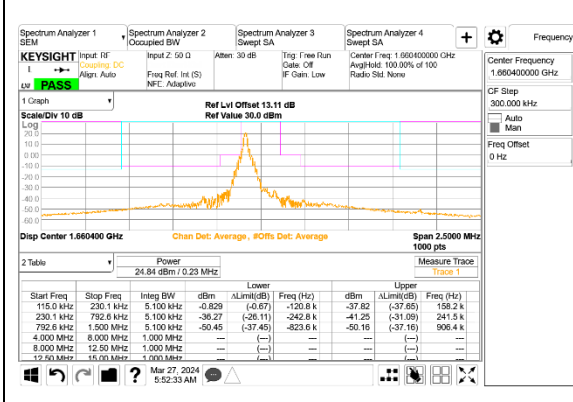 Spectrum Analyzer 1
SEM
Spectrum Analyzer 2
Occupied BW
Spectrum Analyzer 3
Swept SA
Spectrum Analyzer 4
Swept SA
+
Frequency
KEYSIGHT
Input: RF
Coupling: DC
Align: Auto
Input Z: 50 Ω
Freq Ref: Int (S)
NFE: Adaptive
Atten: 30 dB
Trig: Free Run
Gate: Off
IF Gain: Low
Center Freq: 1.660400000 GHz
Avg|Hold: 100.00% of 100
Radio Std: None
PASS
Center Frequency
1.660400000 GHz
CF Step
300.000 kHz
Auto
Man
Freq Offset
0 Hz
1 Graph
Ref Lvl Offset 13.11 dB
Scale/Div 10 dB
Ref Value 30.0 dBm
Log
20.0
10.0
0.00
-10.0
-20.0
-30.0
-40.0
-50.0
-60.0
Disp Center 1.660400 GHz
Chan Det: Average , #Offs Det: Average
Span 2.5000 MHz
1000 pts
2 Table
Power
24.84 dBm / 0.23 MHz
Measure Trace
Trace 1
Lower Upper
Start Freq Stop Freq Integ BW dBm ΔLimit(dB) Freq (Hz) dBm ΔLimit(dB) Freq (Hz)
115.0 kHz 230.1 kHz 5.100 kHz -0.829 (-0.67) -120.8 k -37.82 (-37.65) 158.2 k
230.1 kHz 792.6 kHz 5.100 kHz -36.27 (-26.11) -242.8 k -41.25 (-31.09) 241.5 k
792.6 kHz 1.500 MHz 5.100 kHz -50.45 (-37.45) -823.6 k -50.16 (-37.16) 906.4 k
4.000 MHz 8.000 MHz 1.000 MHz --- (---) --- --- (---) ---
8.000 MHz 12.50 MHz 1.000 MHz --- (---) --- --- (---) ---
12.50 MHz 15.00 MHz 1.000 MHz --- (---) --- --- (---) ---
?
Mar 27, 2024
5:52:33 AM